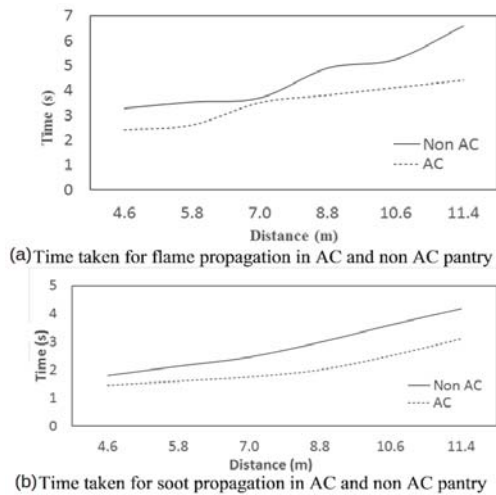 7
6
5
4
3
2
1
0
Time (s)
Non AC
AC
4.6 5.8 7.0 8.8 10.6 11.4
Distance (m)
(a) Time taken for flame propagation in AC and non AC pantry
5
4
3
2
1
0
Time (s)
Non AC
AC
4.6 5.8 7.0 8.8 10.6 11.4
Distance (m)
(b) Time taken for soot propagation in AC and non AC pantry